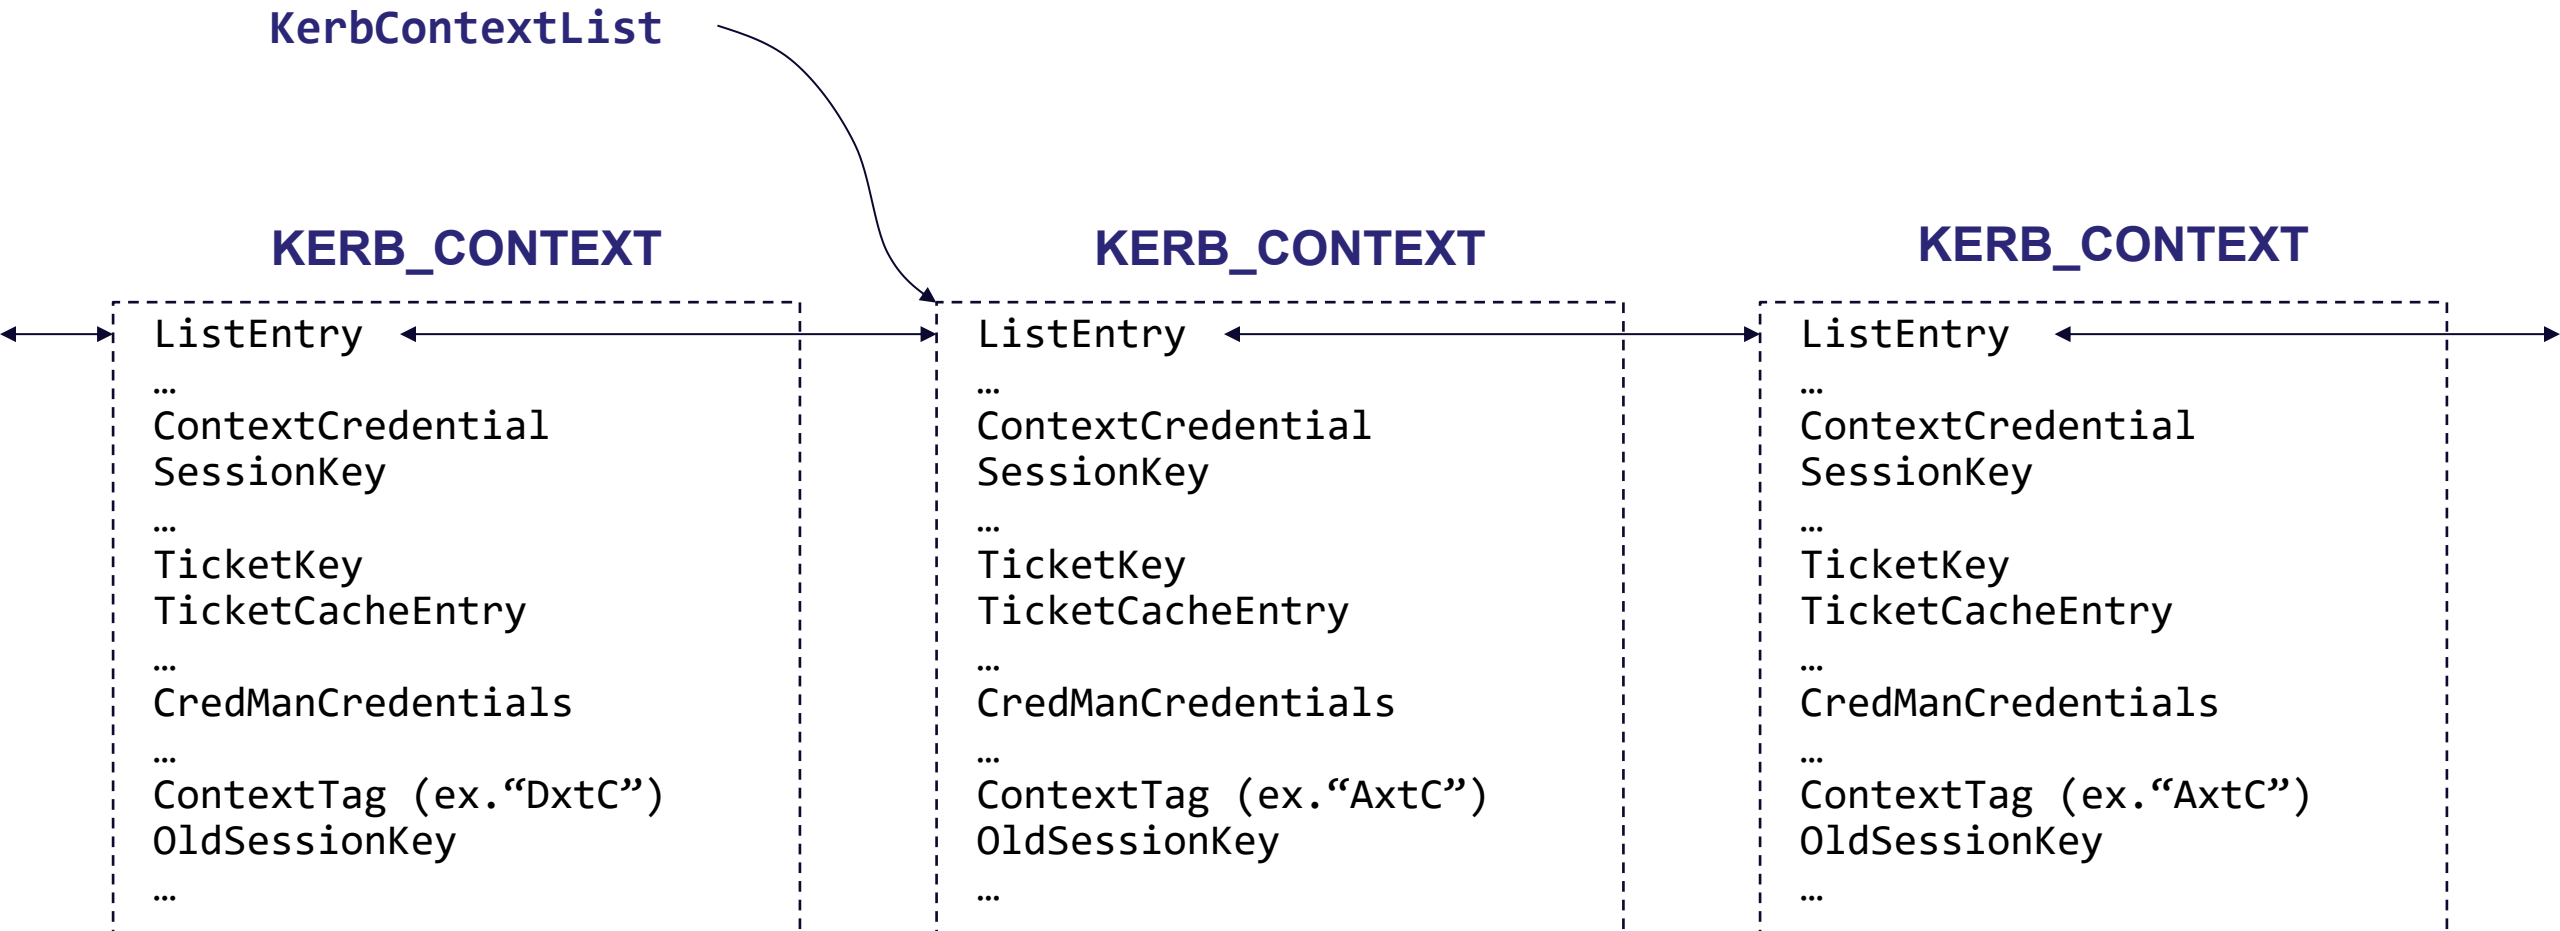 KerbContextList
KERB_CONTEXT
ListEntry
…
ContextCredential
SessionKey
…
TicketKey
TicketCacheEntry
…
CredManCredentials
…
ContextTag (ex.“DxtC”)
OldSessionKey
…
KERB_CONTEXT
ListEntry
…
ContextCredential
SessionKey
…
TicketKey
TicketCacheEntry
…
CredManCredentials
…
ContextTag (ex.“AxtC”)
OldSessionKey
…
KERB_CONTEXT
ListEntry
…
ContextCredential
SessionKey
…
TicketKey
TicketCacheEntry
…
CredManCredentials
…
ContextTag (ex.“AxtC”)
OldSessionKey
…